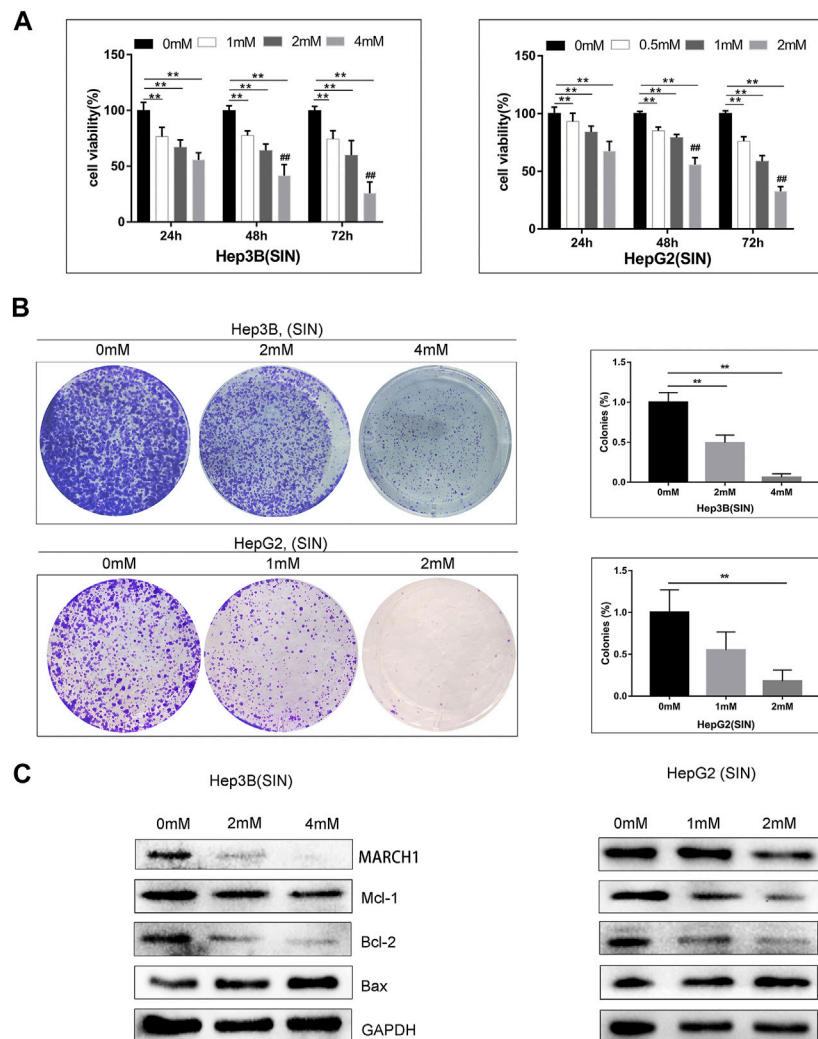 A
0mM 1mM 2mM 4mM
cell viability(%)
150
100
50
0
** ** **
** ** **
** ** **
## ##
24h 48h 72h
Hep3B(SIN)
0mM 0.5mM 1mM 2mM
cell viability(%)
150
100
50
0
** ** **
** ** **
** ** **
## ##
24h 48h 72h
HepG2(SIN)
B
Hep3B, (SIN)
0mM 2mM 4mM
Colonies (%)
1.5
1.0
0.5
0.0
**
**
0mM 2mM 4mM
Hep3B(SIN)
HepG2, (SIN)
0mM 1mM 2mM
Colonies (%)
1.5
1.0
0.5
0.0
**
0mM 1mM 2mM
HepG2(SIN)
C
Hep3B(SIN)
0mM 2mM 4mM
HepG2 (SIN)
0mM 1mM 2mM
MARCH1
Mcl-1
Bcl-2
Bax
GAPDH